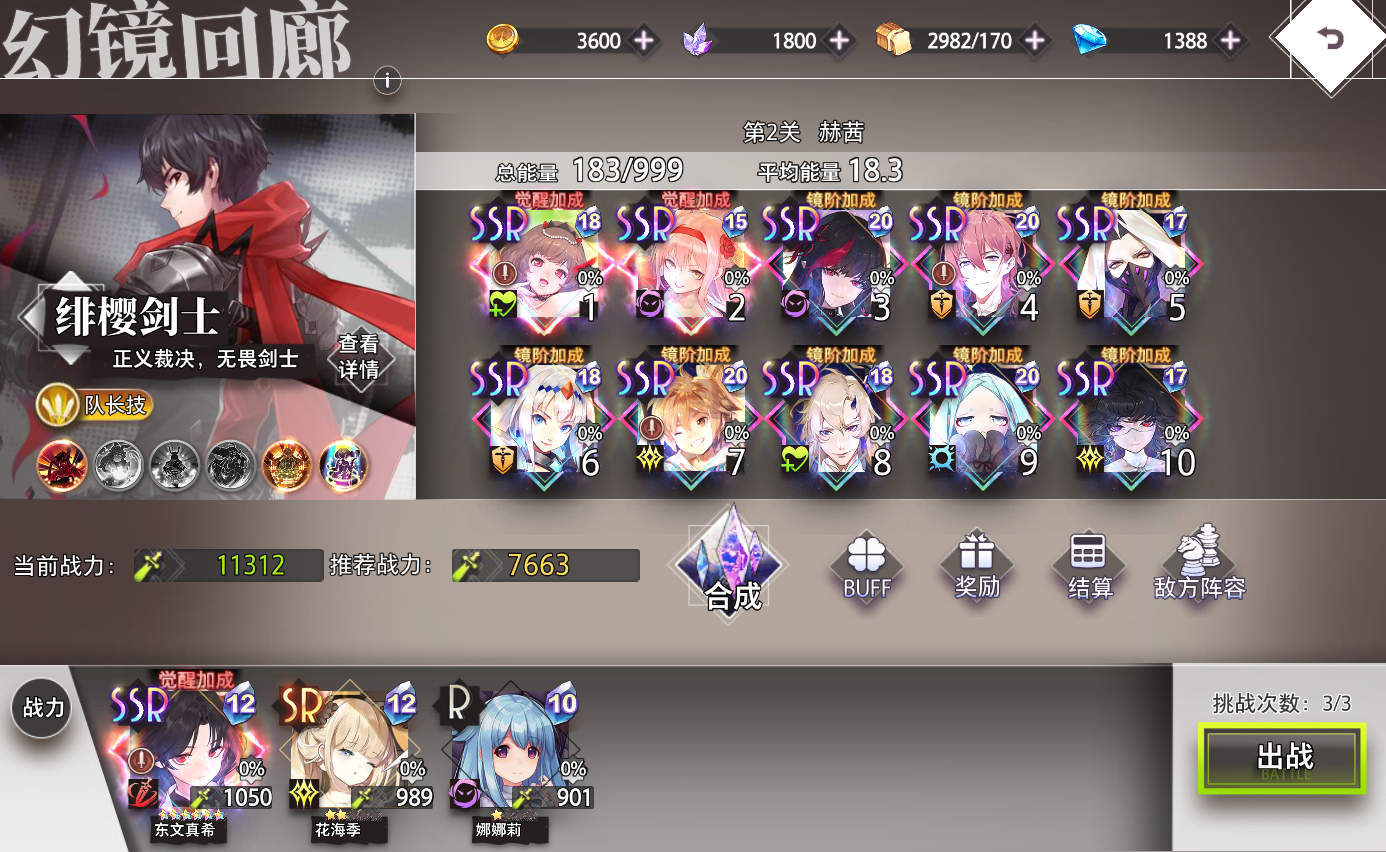 幻镜回廊
3600
1800
2982/170
1388
i
第2关 赫茜
总能量 183/999 平均能量 18.3
觉醒加成 觉醒加成 镜阶加成 镜阶加成 镜阶加成
SSR 18 SSR 15 SSR 20 SSR 20 SSR 17
0% 0% 0% 0% 0%
1 2 3 4 5
镜阶加成 镜阶加成 镜阶加成 镜阶加成 镜阶加成
SSR 18 SSR 20 SSR 18 SSR 20 SSR 17
0% 0% 0% 0% 0%
6 7 8 9 10
绯樱剑士
正义裁决，无畏剑士
查看
详情
队长技
当前战力： 11312 推荐战力： 7663
合成
BUFF
奖励
结算
敌方阵容
战力
觉醒加成
SSR 12
0%
1050
东文真希
SR 12
0%
989
花海季
R 10
0%
901
娜娜莉
挑战次数： 3/3
出战
BATTLE